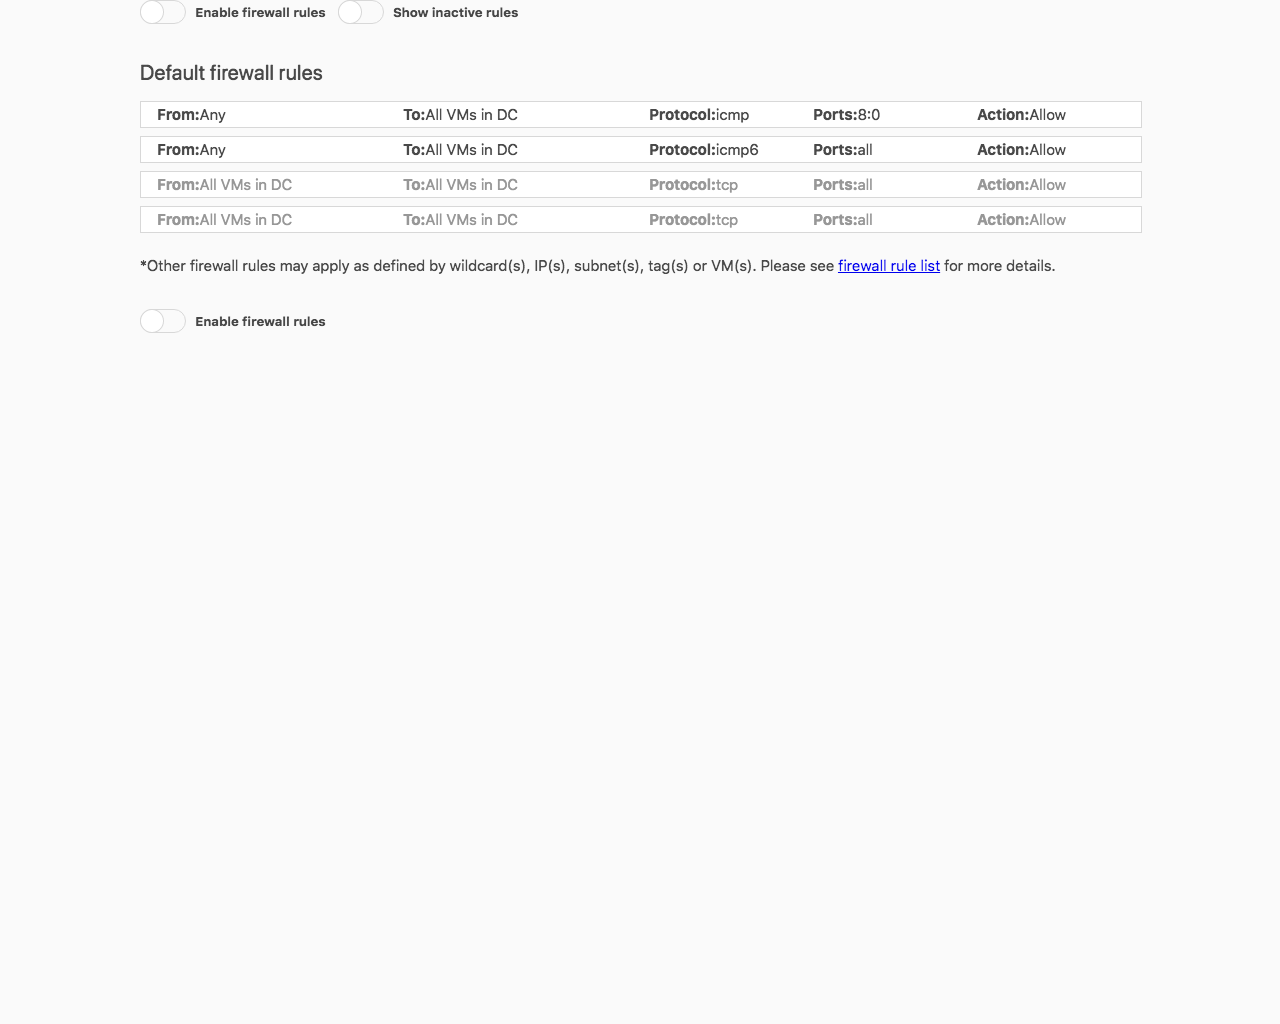 Enable firewall rules Show inactive rules
Default firewall rules
From:Any To:All VMs in DC Protocol:icmp Ports:8:0 Action:Allow
From:Any To:All VMs in DC Protocol:icmp6 Ports:all Action:Allow
From:All VMs in DC To:All VMs in DC Protocol:tcp Ports:all Action:Allow
From:All VMs in DC To:All VMs in DC Protocol:tcp Ports:all Action:Allow
*Other firewall rules may apply as defined by wildcard(s), IP(s), subnet(s), tag(s) or VM(s). Please see firewall rule list for more details.
Enable firewall rules